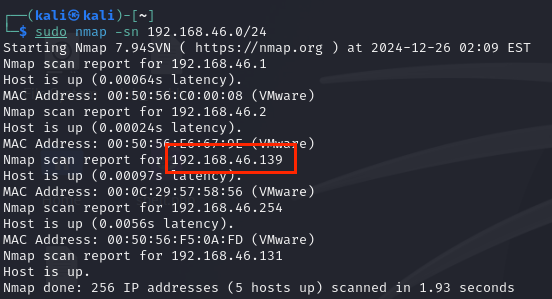 ┌──(kali㉿kali)-[~]
└─$ sudo nmap -sn 192.168.46.0/24
Starting Nmap 7.94SVN ( https://nmap.org ) at 2024-12-26 02:09 EST
Nmap scan report for 192.168.46.1
Host is up (0.00064s latency).
MAC Address: 00:50:56:C0:00:08 (VMware)
Nmap scan report for 192.168.46.2
Host is up (0.00024s latency).
MAC Address: 00:50:56:E6:67:9E (VMware)
Nmap scan report for 192.168.46.139
Host is up (0.00097s latency).
MAC Address: 00:0C:29:57:58:56 (VMware)
Nmap scan report for 192.168.46.254
Host is up (0.0056s latency).
MAC Address: 00:50:56:F5:0A:FD (VMware)
Nmap scan report for 192.168.46.131
Host is up.
Nmap done: 256 IP addresses (5 hosts up) scanned in 1.93 seconds